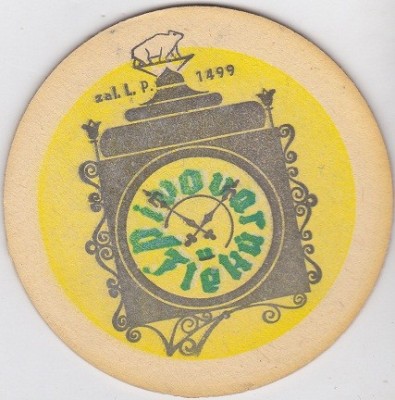 zal. L. P. 1499
Pivovar
Fleků